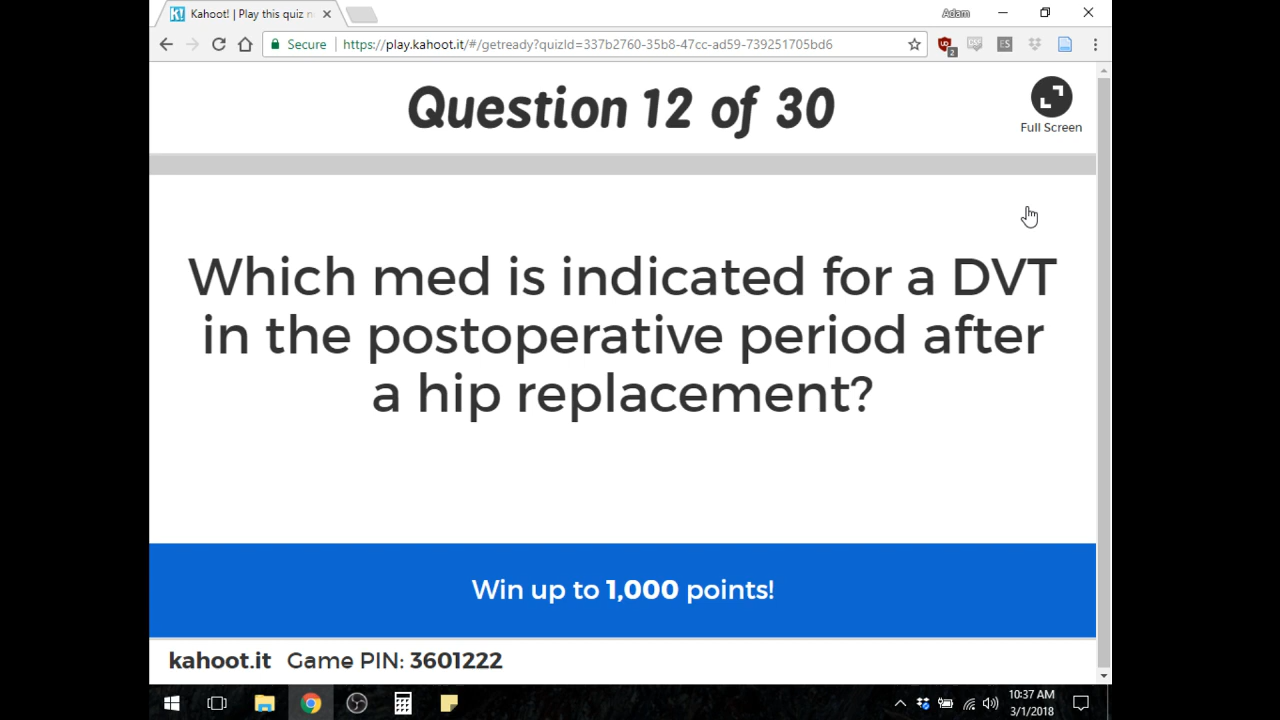 Kahoot! | Play this quiz n
Adam
Secure
https://play.kahoot.it/#/getready?quizId=337b2760-35b8-47cc-ad59-739251705bd6
2
ES
Question 12 of 30
Full Screen
Which med is indicated for a DVT
in the postoperative period after
a hip replacement?
Win up to 1,000 points!
kahoot.it Game PIN: 3601222
10:37 AM
3/1/2018